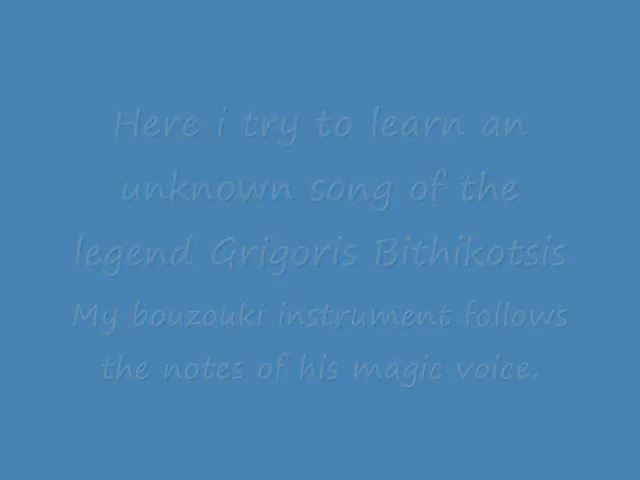 Here i try to learn an
unknown song of the
legend Grigoris Bithikotsis
My bouzouki instrument follows
the notes of his magic voice.